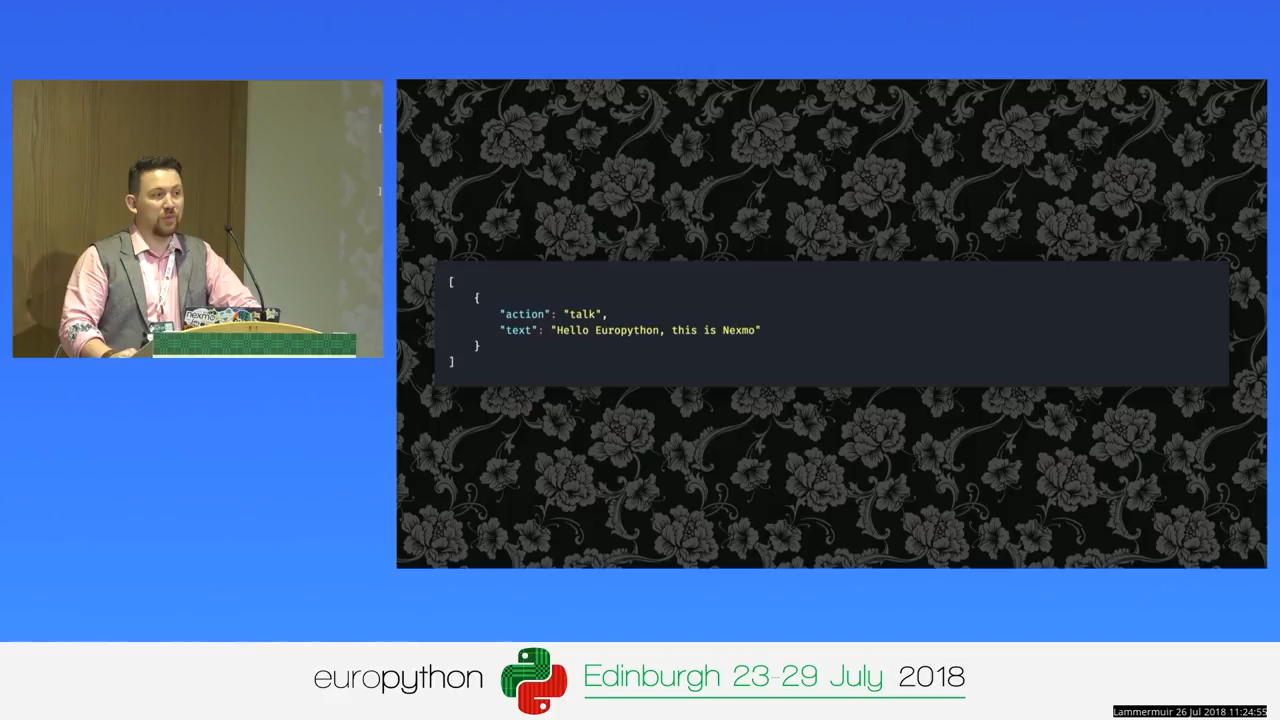 nexmo
[
{
"action": "talk",
"text": "Hello Europython, this is Nexmo"
}
]
europython
Edinburgh 23-29 July 2018
Lammermuir 26 Jul 2018 11:24:55